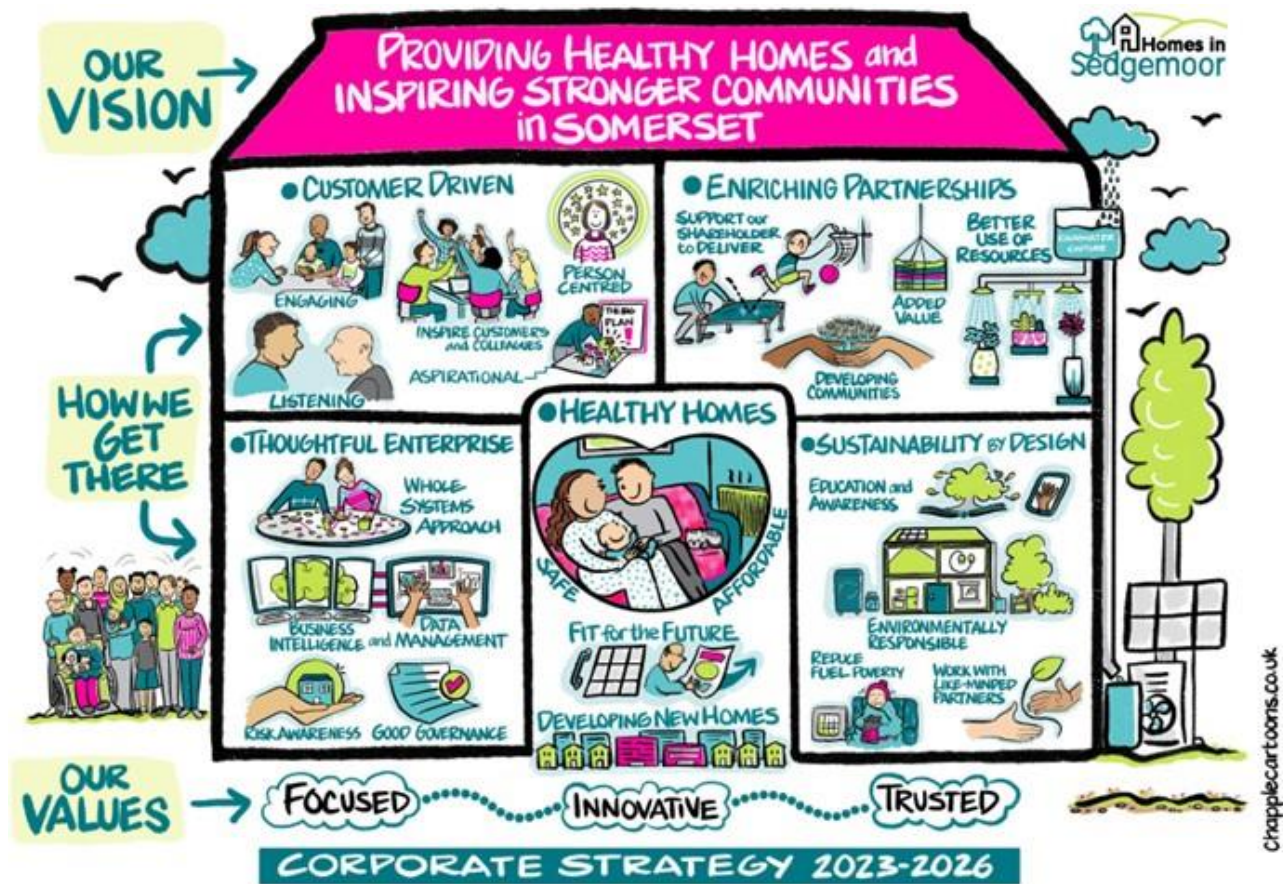 OUR
VISION
PROVIDING HEALTHY HOMES and
INSPIRING STRONGER COMMUNITIES
in SOMERSET
Homes in
Sedgemoor
HOW WE
GET
THERE
CUSTOMER DRIVEN
ENGAGING
INSPIRE CUSTOMERS
and COLLEAGUES
PERSON
CENTRED
THE BIG
PLAN
!
LISTENING
ASPIRATIONAL
ENRICHING PARTNERSHIPS
SUPPORT our
SHAREHOLDER
to DELIVER
ADDED
VALUE
BETTER
USE OF
RESOURCES
RAINWATER
CAPTURE
DEVELOPING
COMMUNITIES
THOUGHTFUL ENTERPRISE
WHOLE
SYSTEMS
APPROACH
BUSINESS
INTELLIGENCE and
DATA
MANAGEMENT
RISK AWARENESS
GOOD GOVERNANCE
HEALTHY HOMES
SAFE
AFFORDABLE
FIT for the FUTURE
DEVELOPING NEW HOMES
SUSTAINABILITY BY DESIGN
EDUCATION and
AWARENESS
ENVIRONMENTALLY
RESPONSIBLE
REDUCE
FUEL POVERTY
WORK WITH
LIKE-MINDED
PARTNERS
OUR
VALUES
FOCUSED
INNOVATIVE
TRUSTED
CORPORATE STRATEGY 2023-2026
Chapplecartoons.co.uk